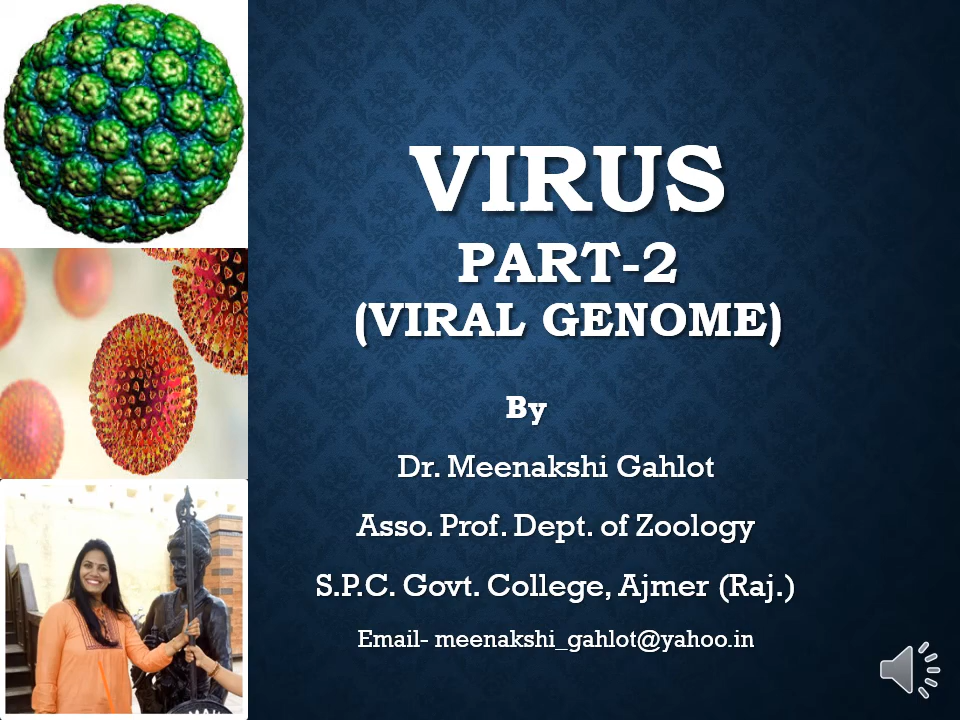 VIRUS
PART-2
(VIRAL GENOME)
By
Dr. Meenakshi Gahlot
Asso. Prof. Dept. of Zoology
S.P.C. Govt. College, Ajmer (Raj.)
Email- meenakshi_gahlot@yahoo.in